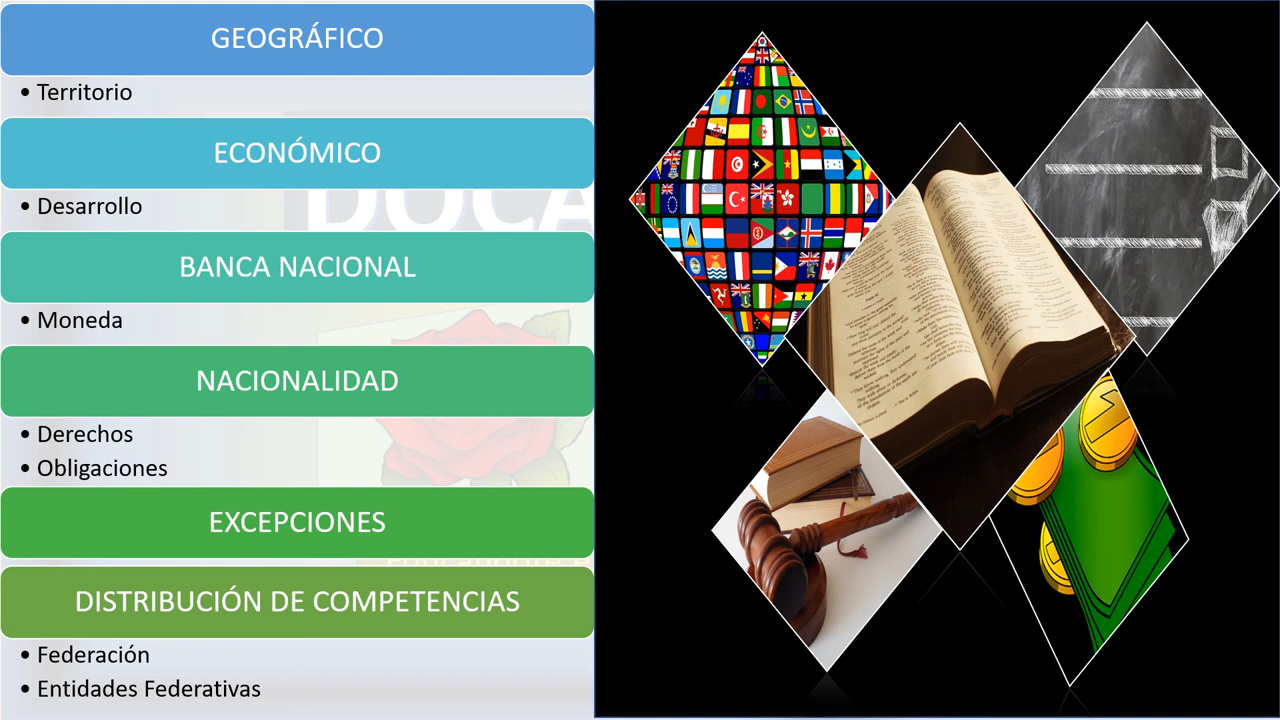 GEOGRÁFICO
• Territorio
ECONÓMICO
• Desarrollo
BANCA NACIONAL
• Moneda
NACIONALIDAD
• Derechos
• Obligaciones
EXCEPCIONES
DISTRIBUCIÓN DE COMPETENCIAS
• Federación
• Entidades Federativas